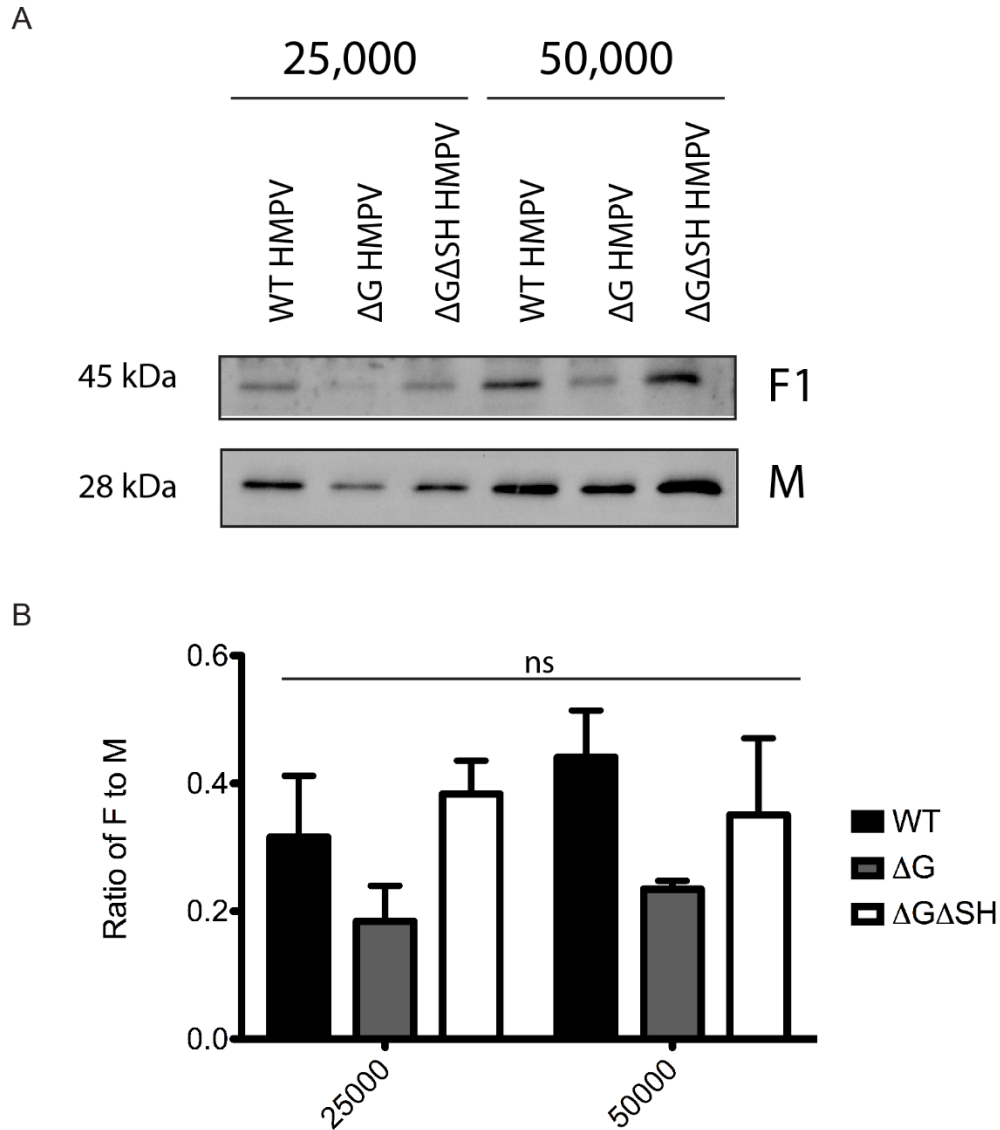 A
25,000 50,000
WT HMPV ΔG HMPV ΔGΔSH HMPV WT HMPV ΔG HMPV ΔGΔSH HMPV
45 kDa F1
28 kDa M
B
0.6
ns
0.4
Ratio of F to M
WT
ΔG
0.2
ΔGΔSH
0.0
25000 50000